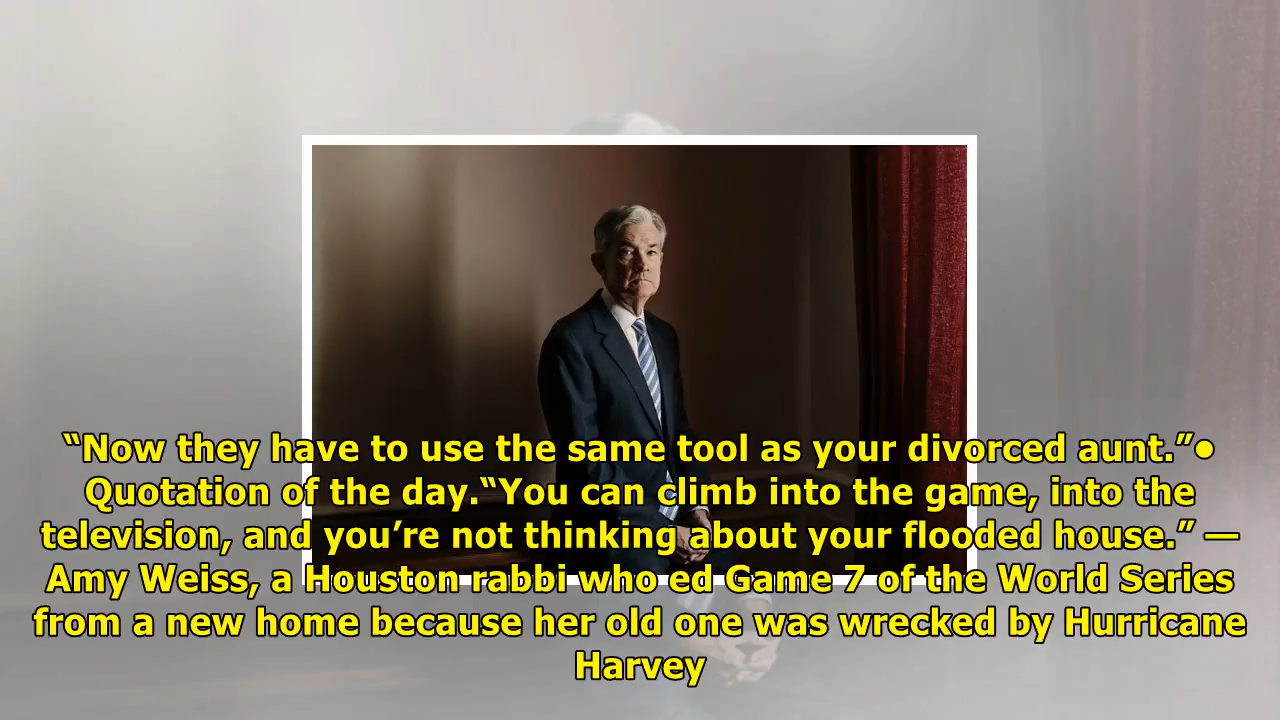 “Now they have to use the same tool as your divorced aunt.”●
Quotation of the day.“You can climb into the game, into the
television, and you’re not thinking about your flooded house.” —
Amy Weiss, a Houston rabbi who ed Game 7 of the World Series
from a new home because her old one was wrecked by Hurricane
Harvey